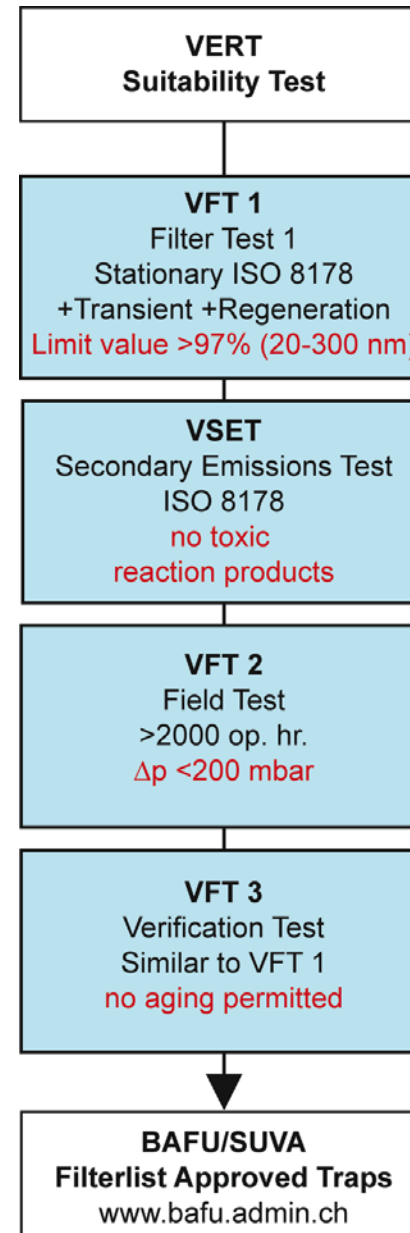 VERT
Suitability Test
VFT 1
Filter Test 1
Stationary ISO 8178
+Transient +Regeneration
Limit value >97% (20-300 nm)
VSET
Secondary Emissions Test
ISO 8178
no toxic
reaction products
VFT 2
Field Test
>2000 op. hr.
Δp <200 mbar
VFT 3
Verification Test
Similar to VFT 1
no aging permitted
BAFU/SUVA
Filterlist Approved Traps
www.bafu.admin.ch